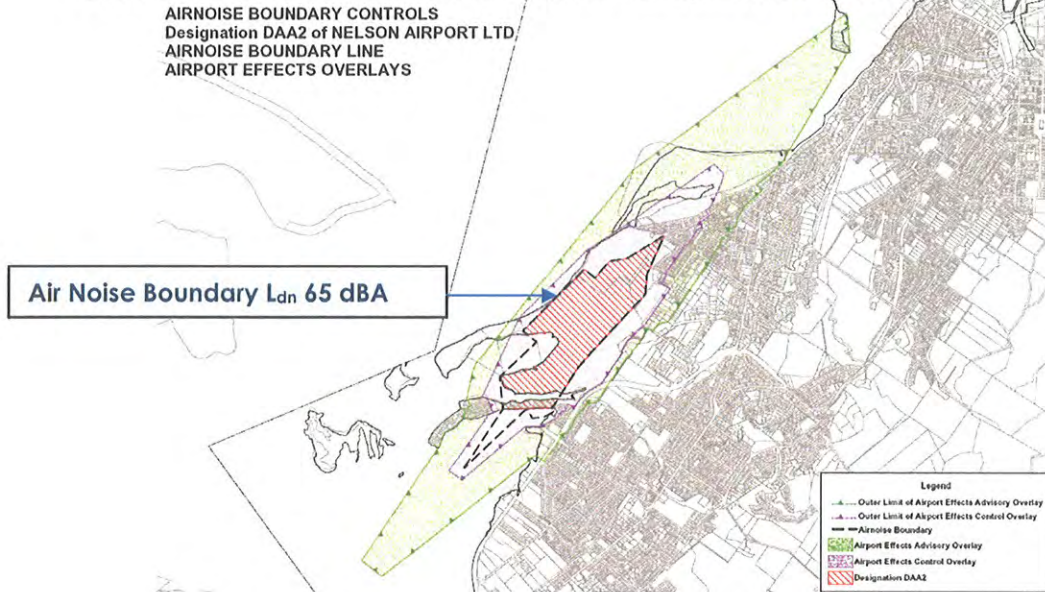 AIRNOISE BOUNDARY CONTROLS
Designation DAA2 of NELSON AIRPORT LTD
AIRNOISE BOUNDARY LINE
AIRPORT EFFECTS OVERLAYS
Air Noise Boundary Ldn 65 dBA
Legend
Outer Limit of Airport Effects Advisory Overlay
Outer Limit of Airport Effects Control Overlay
Airnoise Boundary
Airport Effects Advisory Overlay
Airport Effects Control Overlay
Designation DAA2